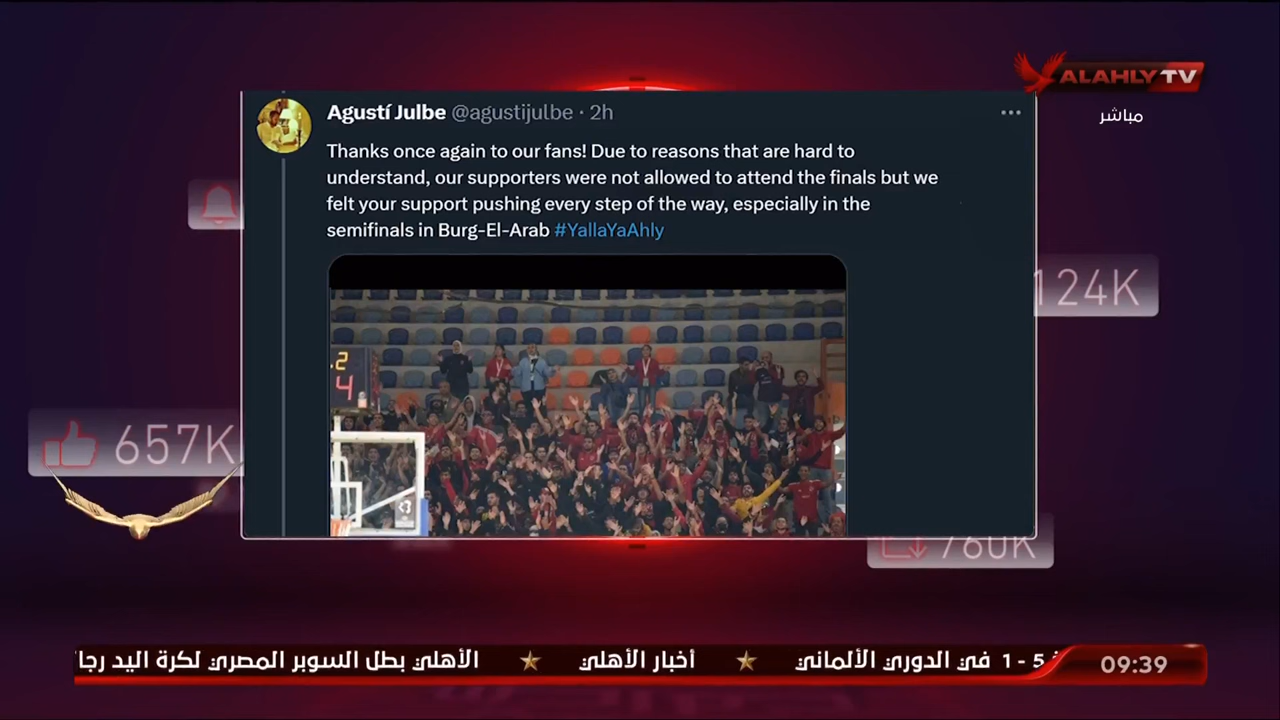 ALAHLY TV
مباشر
Agustí Julbe @agustijulbe · 2h
Thanks once again to our fans! Due to reasons that are hard to
understand, our supporters were not allowed to attend the finals but we
felt your support pushing every step of the way, especially in the
semifinals in Burg-El-Arab #YallaYaAhly
124K
657K
760K
2
4
5 - 1 في الدوري الألماني ★ أخبار الأهلي ★ الأهلي بطل السوبر المصري لكرة اليد رجا
09:39